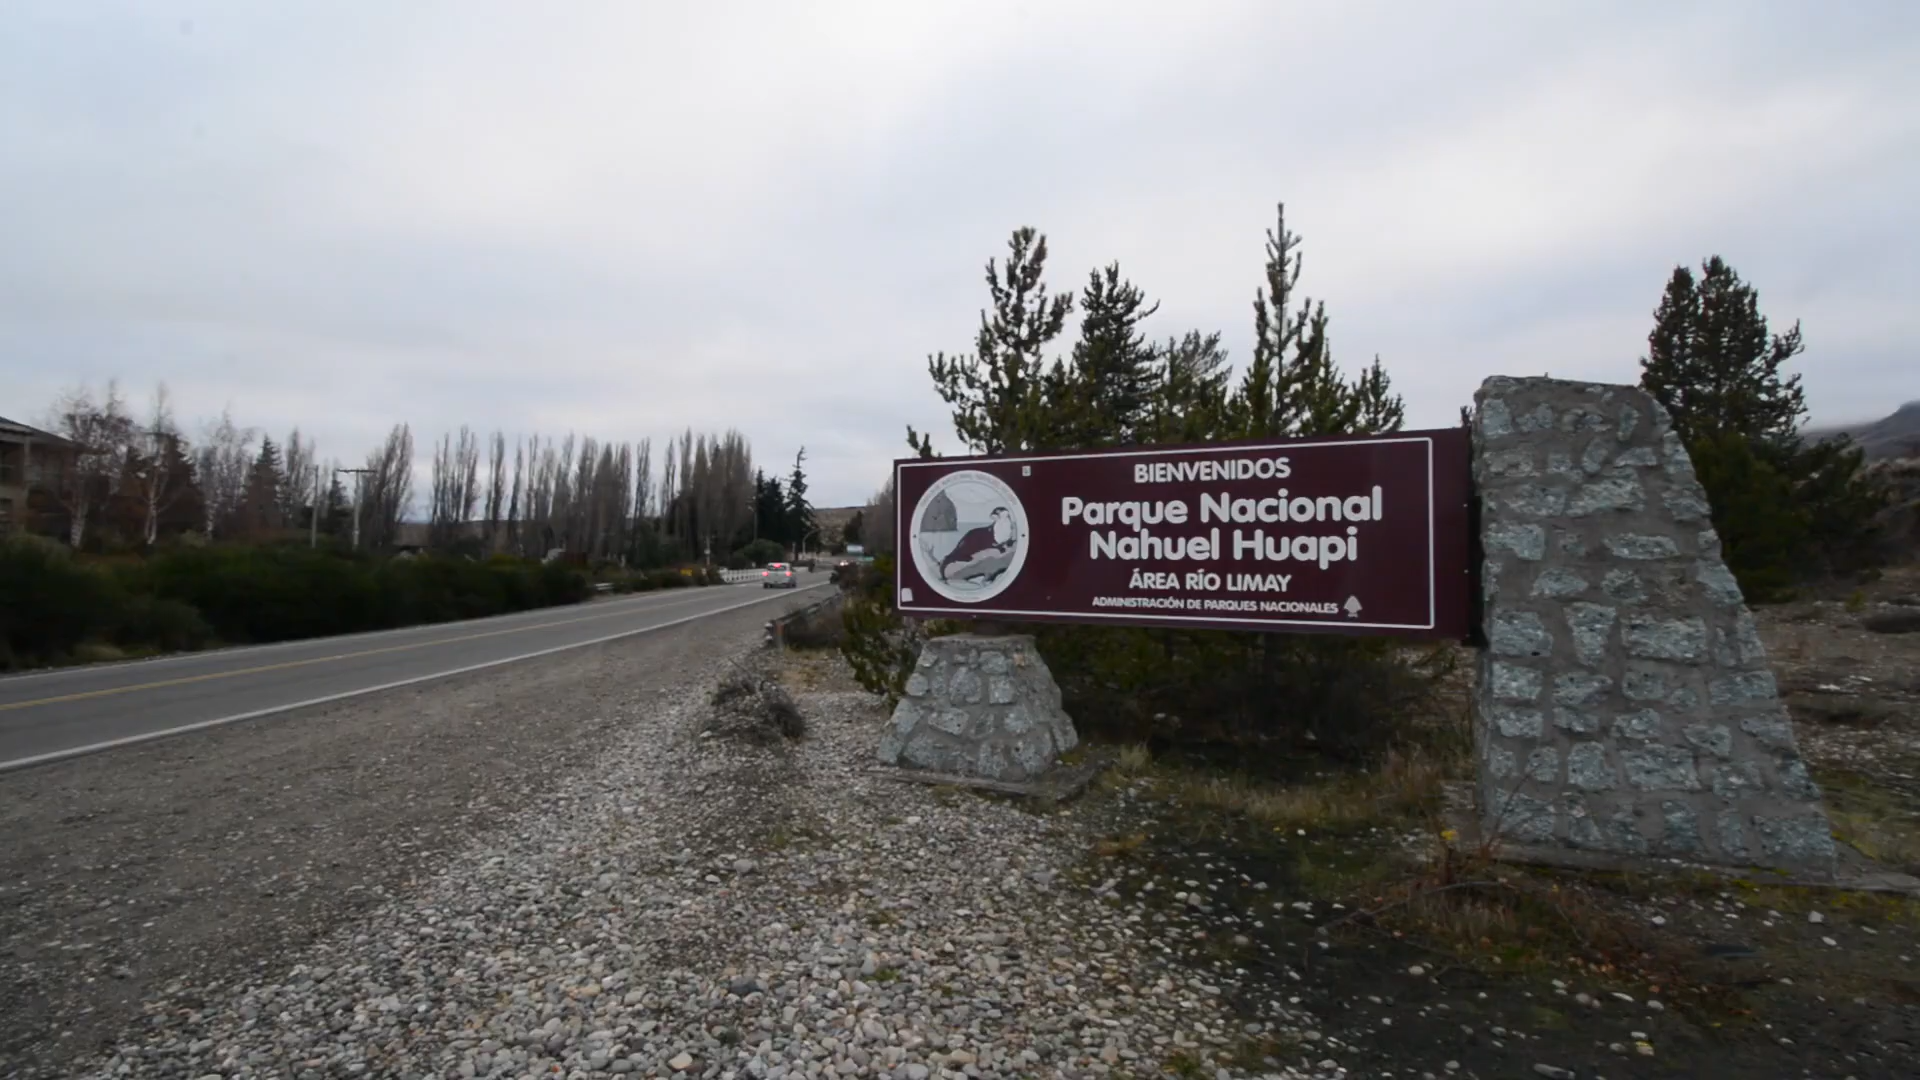 BIENVENIDOS
Parque Nacional
Nahuel Huapi
ÁREA RÍO LIMAY
ADMINISTRACIÓN DE PARQUES NACIONALES